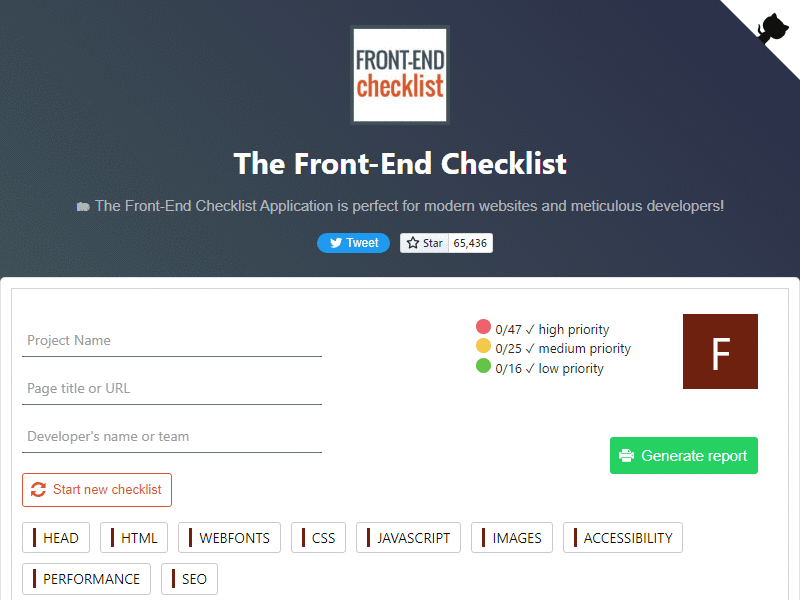 FRONT-END
checklist
The Front-End Checklist
The Front-End Checklist Application is perfect for modern websites and meticulous developers!
Tweet
Star 65,436
Project Name
0/47 ✓ high priority
0/25 ✓ medium priority
0/16 ✓ low priority
F
Page title or URL
Developer's name or team
Generate report
Start new checklist
HEAD HTML WEBFONTS CSS JAVASCRIPT IMAGES ACCESSIBILITY
PERFORMANCE SEO